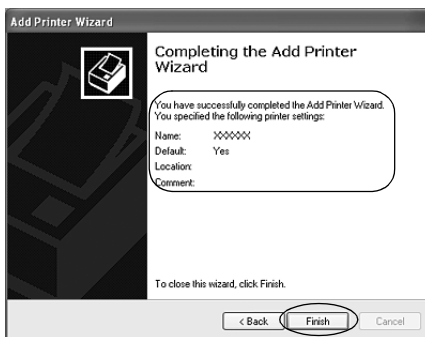 Add Printer Wizard
Completing the Add Printer
Wizard
You have successfully completed the Add Printer Wizard.
You specified the following printer settings:
Name: XXXXXX
Default: Yes
Location:
Comment:
To close this wizard, click Finish.
< Back Finish Cancel